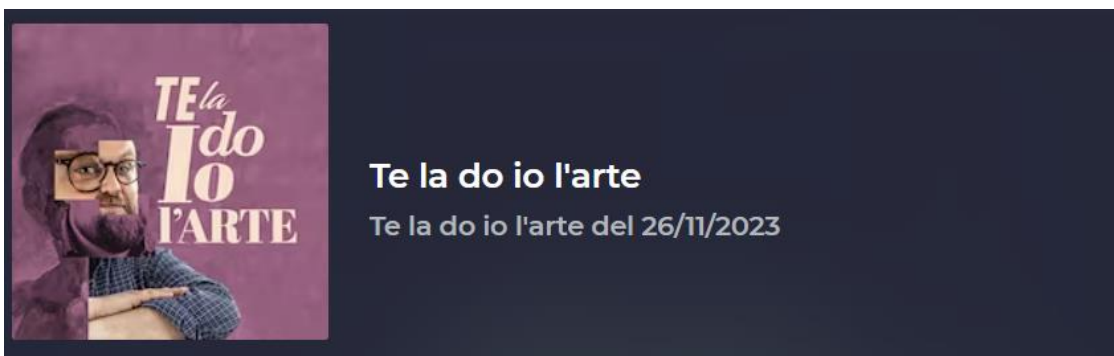 TE la
do
Io
l'ARTE
Te la do io l'arte
Te la do io l'arte del 26/11/2023